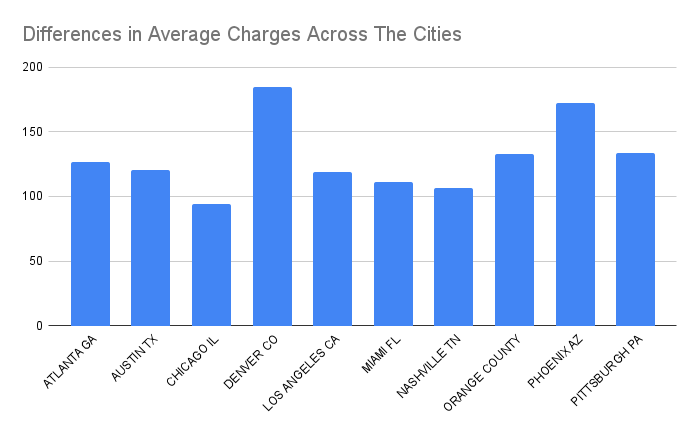 Differences in Average Charges Across The Cities
200
150
100
50
0
ATLANTA GA
AUSTIN TX
CHICAGO IL
DENVER CO
LOS ANGELES CA
MIAMI FL
NASHVILLE TN
ORANGE COUNTY
PHOENIX AZ
PITTSBURGH PA